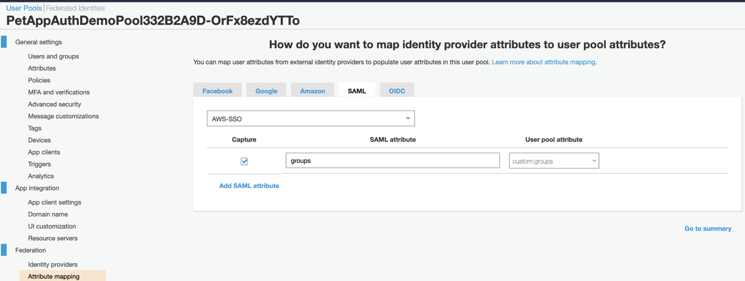 User Pools | Federated Identities
PetAppAuthDemoPool332B2A9D-OrFx8ezdYTTo
General settings
Users and groups
Attributes
Policies
MFA and verifications
Advanced security
Message customizations
Tags
Devices
App clients
Triggers
Analytics
App integration
App client settings
Domain name
UI customization
Resource servers
Federation
Identity providers
Attribute mapping
How do you want to map identity provider attributes to user pool attributes?
You can map user attributes from external identity providers to populate user attributes in this user pool. Learn more about attribute mapping.
Facebook Google Amazon SAML OIDC
AWS-SSO
Capture SAML attribute User pool attribute
groups custom:groups
Add SAML attribute
Go to summary